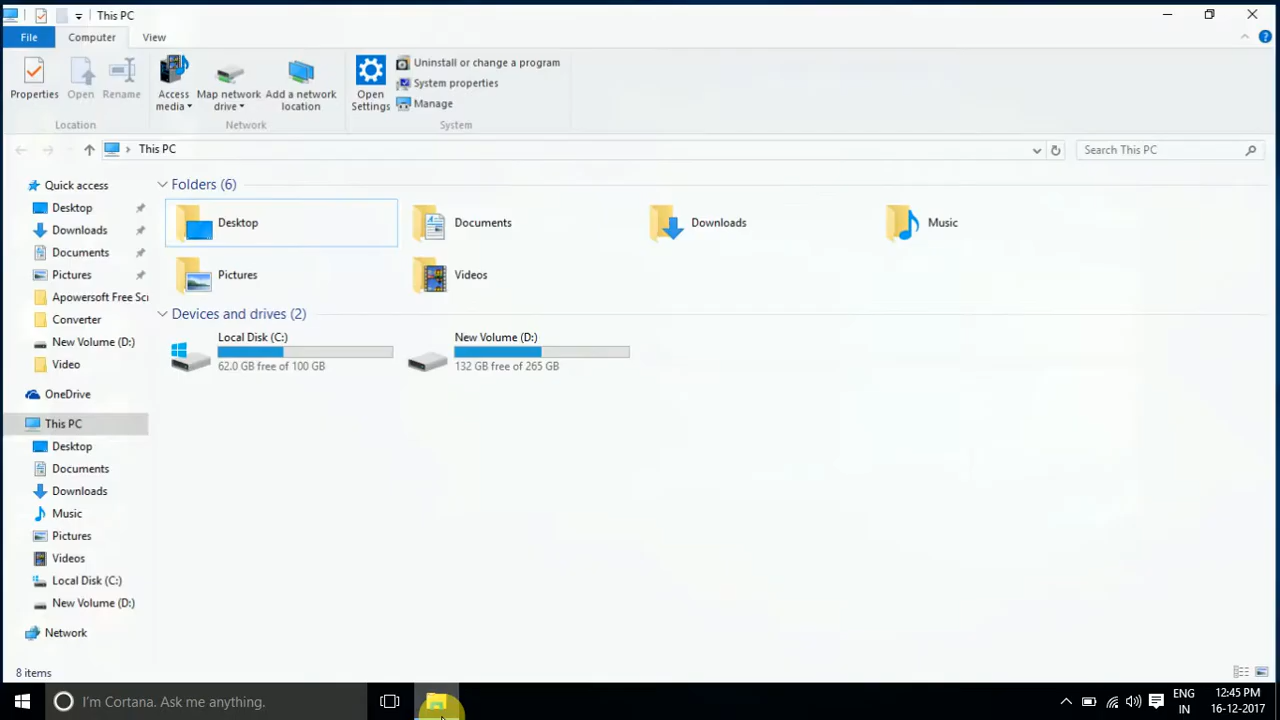 This PC
File
Computer
View
Properties
Open
Rename
Access media
Map network drive
Add a network location
Open Settings
Uninstall or change a program
System properties
Manage
Location
Network
System
This PC
Search This PC
Quick access
Desktop
Downloads
Documents
Pictures
Apowersoft Free Scr
Converter
New Volume (D:)
Video
OneDrive
This PC
Desktop
Documents
Downloads
Music
Pictures
Videos
Local Disk (C:)
New Volume (D:)
Network
Folders (6)
Desktop
Documents
Downloads
Music
Pictures
Videos
Devices and drives (2)
Local Disk (C:)
62.0 GB free of 100 GB
New Volume (D:)
132 GB free of 265 GB
8 items
I'm Cortana. Ask me anything.
ENG
IN
12:45 PM
16-12-2017